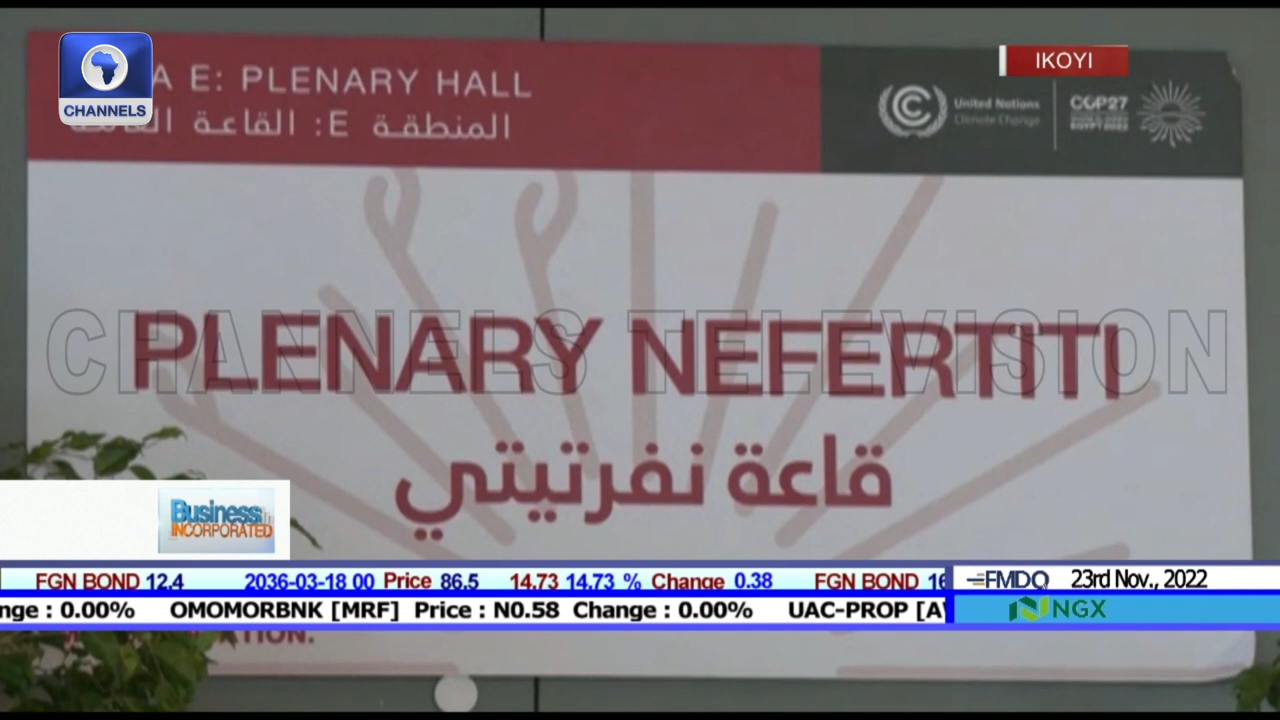 CHANNELS
A E: PLENARY HALL
المنطقة E: القاعة العامة
United Nations
Climate Change
COP27
EGYPT2022
IKOYI
PLENARY NEFERTITI
قاعة نفرتيتي
CHANNELS TELEVISION
Business
INCORPORATED
FGN BOND 12.4 2036-03-18 00 Price 86.5 14.73 14.73 % Change 0.38 FGN BOND 16
FMDQ 23rd Nov., 2022
nge : 0.00% OMOMORBNK [MRF] Price : N0.58 Change : 0.00% UAC-PROP [A
NGX